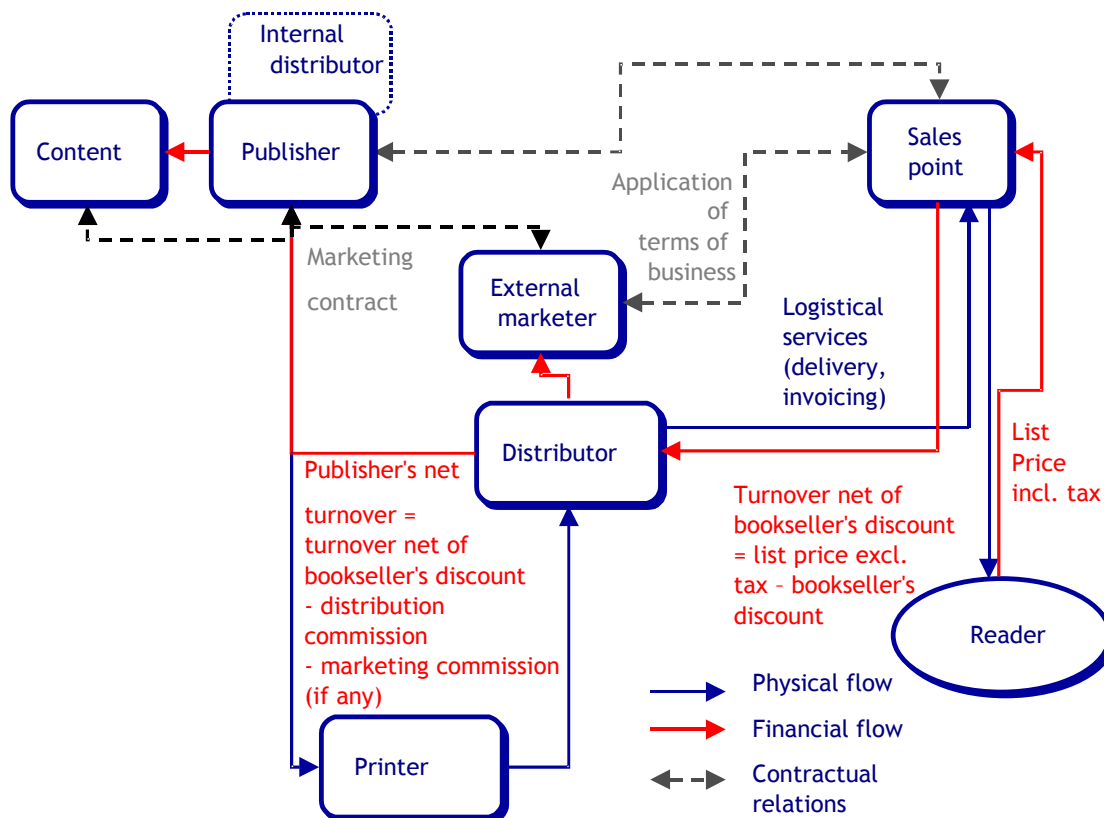 Internal
distributor
Content
Publisher
Sales
point
Application
of
terms of
business
Marketing
contract
External
marketer
Logistical
services
(delivery,
invoicing)
Distributor
List
Price
incl. tax
Publisher's net
turnover =
turnover net of
bookseller's discount
- distribution
commission
- marketing commission
(if any)
Turnover net of
bookseller's discount
= list price excl.
tax – bookseller's
discount
Reader
Printer
Physical flow
Financial flow
Contractual
relations